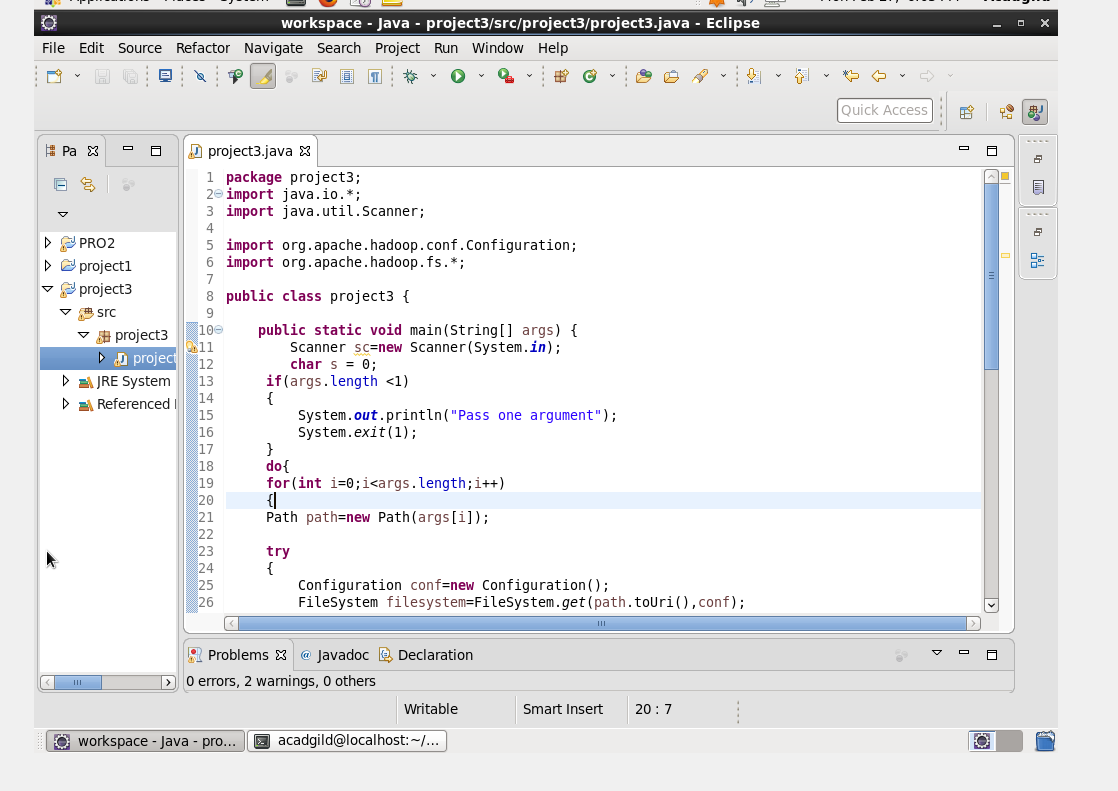 workspace - Java - project3/src/project3/project3.java - Eclipse
File Edit Source Refactor Navigate Search Project Run Window Help
Quick Access
Pa
project3.java
PRO2
project1
project3
src
project3
project
JRE System
Referenced
1 package project3;
2 import java.io.*;
3 import java.util.Scanner;
4
5 import org.apache.hadoop.conf.Configuration;
6 import org.apache.hadoop.fs.*;
7
8 public class project3 {
9
10 public static void main(String[] args) {
11 Scanner sc=new Scanner(System.in);
12 char s = 0;
13 if(args.length <1)
14 {
15 System.out.println("Pass one argument");
16 System.exit(1);
17 }
18 do{
19 for(int i=0;i<args.length;i++)
20 {
21 Path path=new Path(args[i]);
22
23 try
24 {
25 Configuration conf=new Configuration();
26 FileSystem filesystem=FileSystem.get(path.toUri(),conf);
Problems @ Javadoc Declaration
0 errors, 2 warnings, 0 others
Writable Smart Insert 20 : 7
workspace - Java - pro... acadgild@localhost:~/...